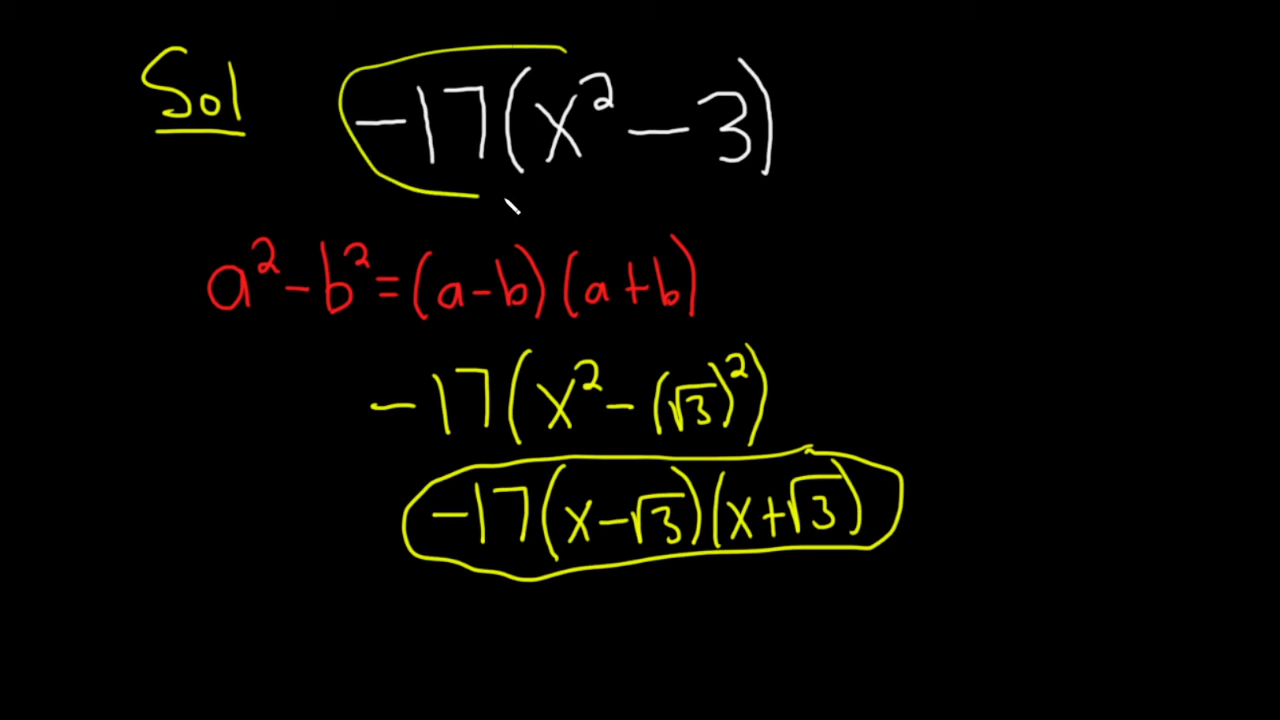 Sol -17(x² - 3)
a² - b² = (a - b)(a + b)
-17(x² - (√3)²)
-17(x - √3)(x + √3)